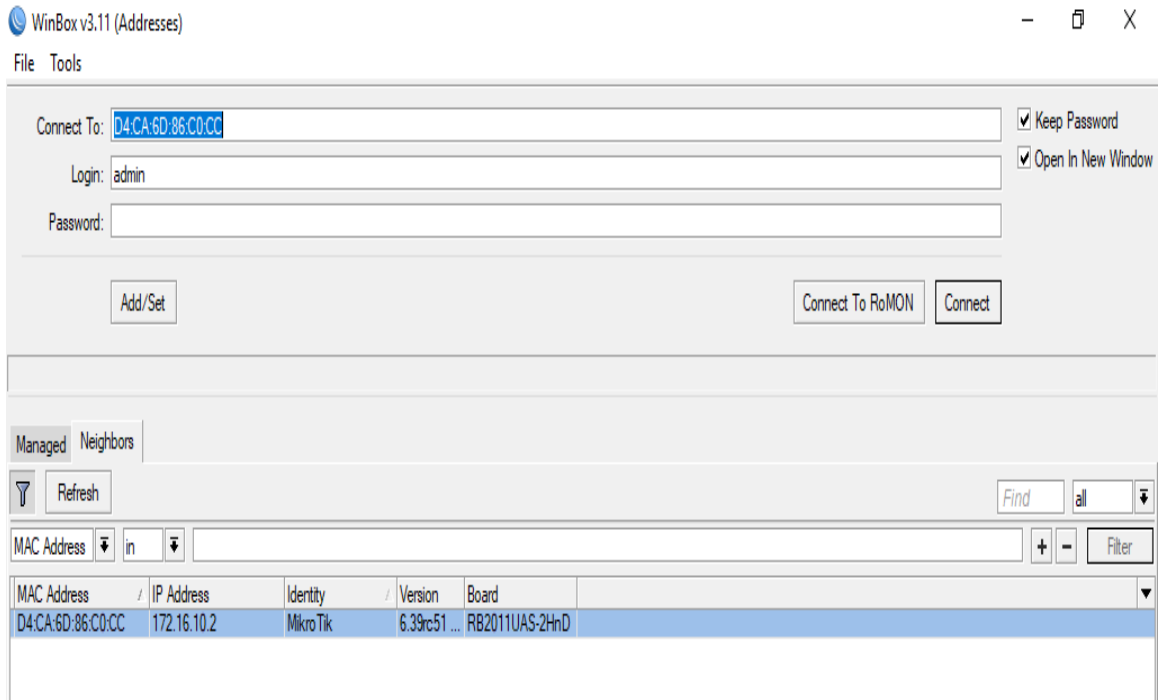 WinBox v3.11 (Addresses)
File Tools
Connect To: D4:CA:6D:86:C0:CC
Keep Password
Open In New Window
Login: admin
Password:
Add/Set
Connect To RoMON
Connect
Managed
Neighbors
Refresh
Find
all
MAC Address
in
+
-
Filter
MAC Address IP Address Identity Version Board
D4:CA:6D:86:C0:CC 172.16.10.2 MikroTik 6.39rc51 ... RB2011UAS-2HnD